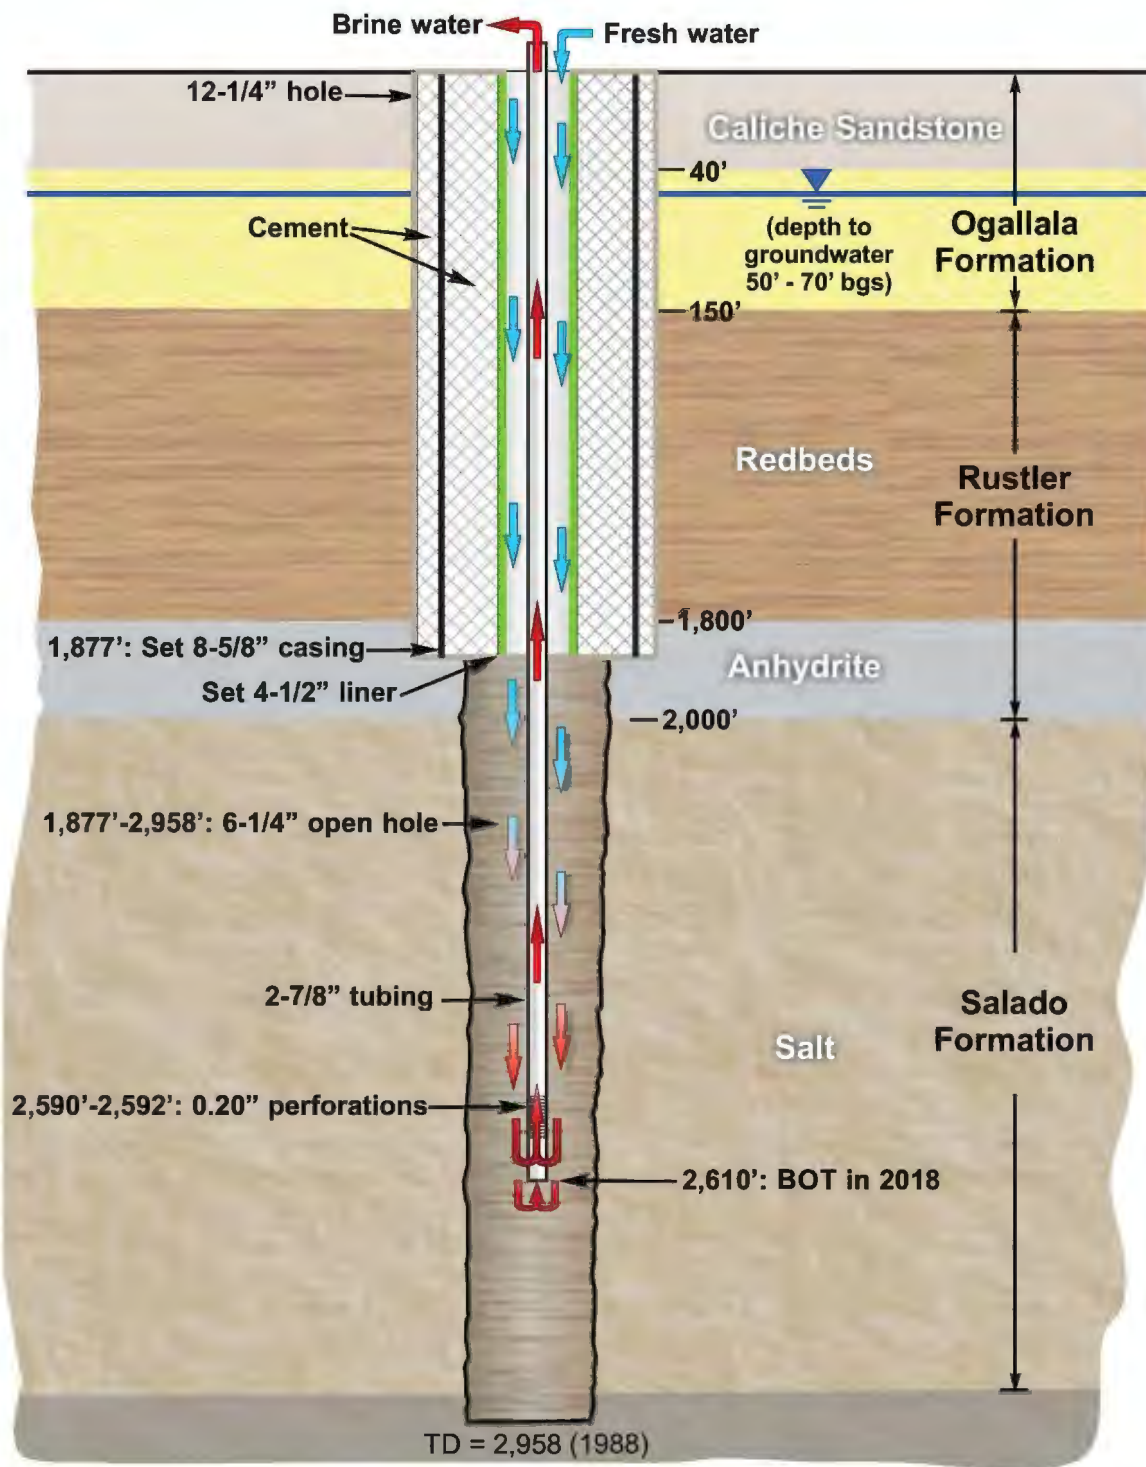 Brine water
Fresh water
12-1/4” hole
Caliche Sandstone
40’
Cement
(depth to
groundwater
50’ - 70’ bgs)
Ogallala
Formation
150’
Redbeds
Rustler
Formation
1,800’
1,877’: Set 8-5/8” casing
Anhydrite
Set 4-1/2” liner
2,000’
1,877’-2,958’: 6-1/4” open hole
2-7/8” tubing
Salado
Formation
Salt
2,590’-2,592’: 0.20” perforations
2,610’: BOT in 2018
TD = 2,958 (1988)